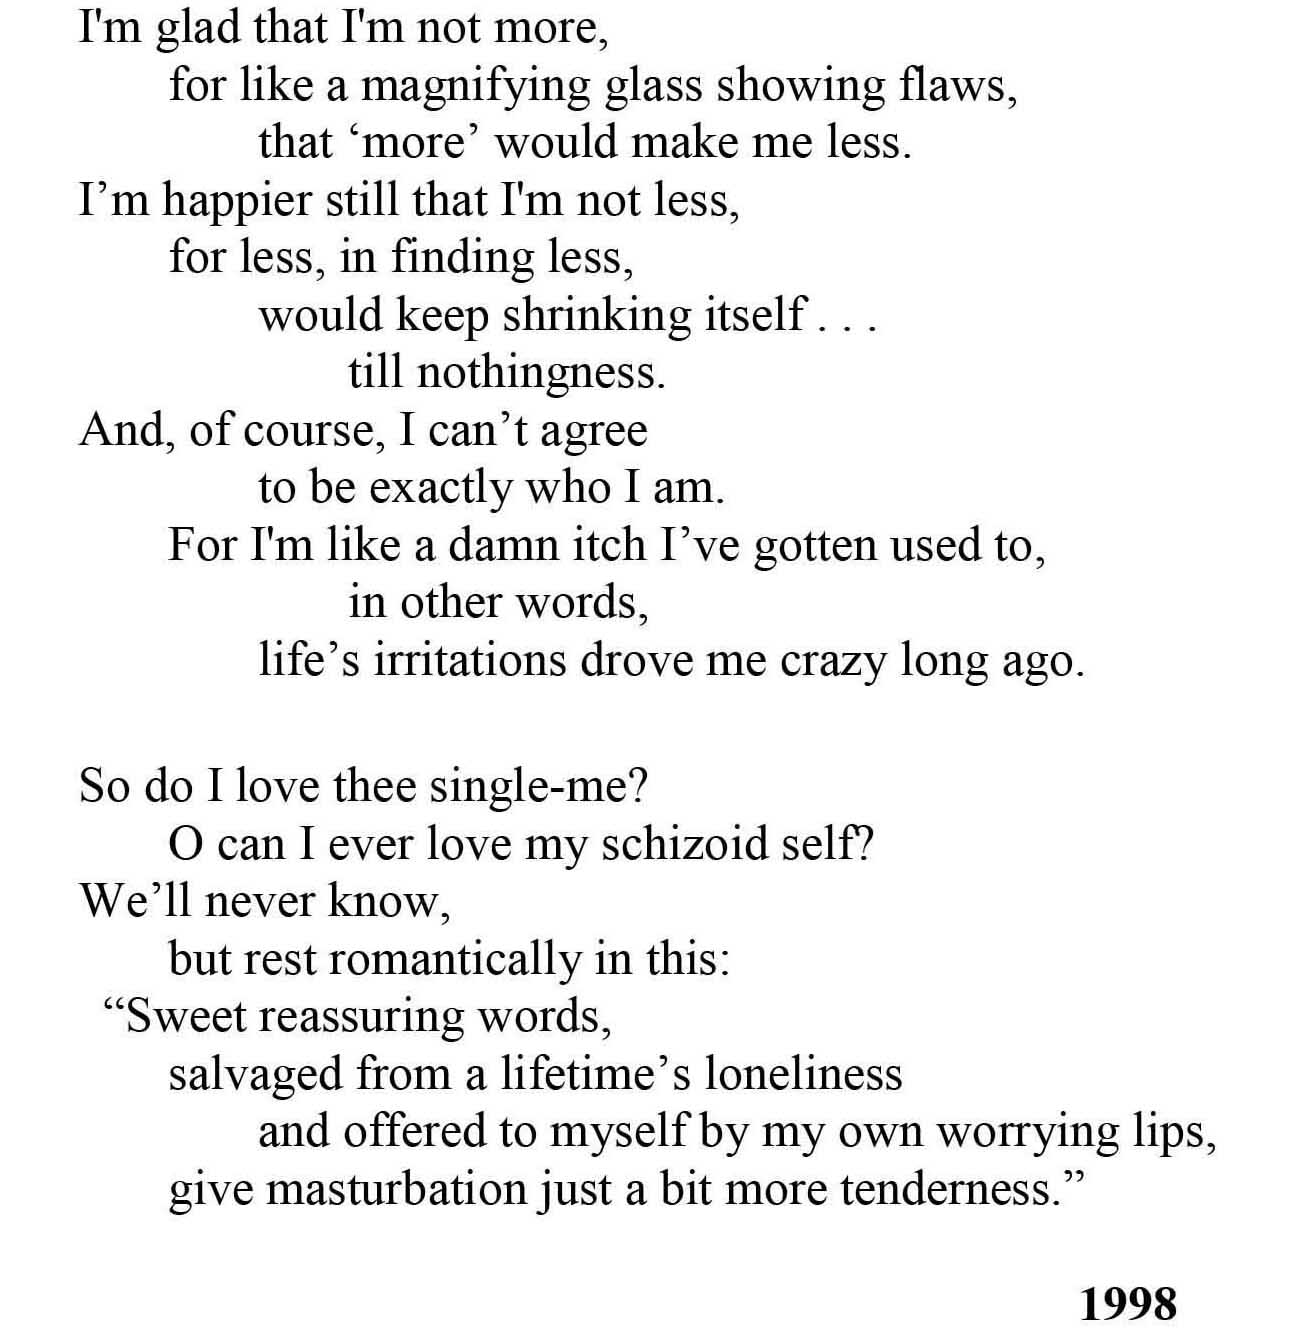 I'm glad that I'm not more,
for like a magnifying glass showing flaws,
that ‘more’ would make me less.
I’m happier still that I'm not less,
for less, in finding less,
would keep shrinking itself . . .
till nothingness.
And, of course, I can’t agree
to be exactly who I am.
For I'm like a damn itch I’ve gotten used to,
in other words,
life’s irritations drove me crazy long ago.
So do I love thee single-me?
O can I ever love my schizoid self?
We’ll never know,
but rest romantically in this:
“Sweet reassuring words,
salvaged from a lifetime’s loneliness
and offered to myself by my own worrying lips,
give masturbation just a bit more tenderness.”
1998